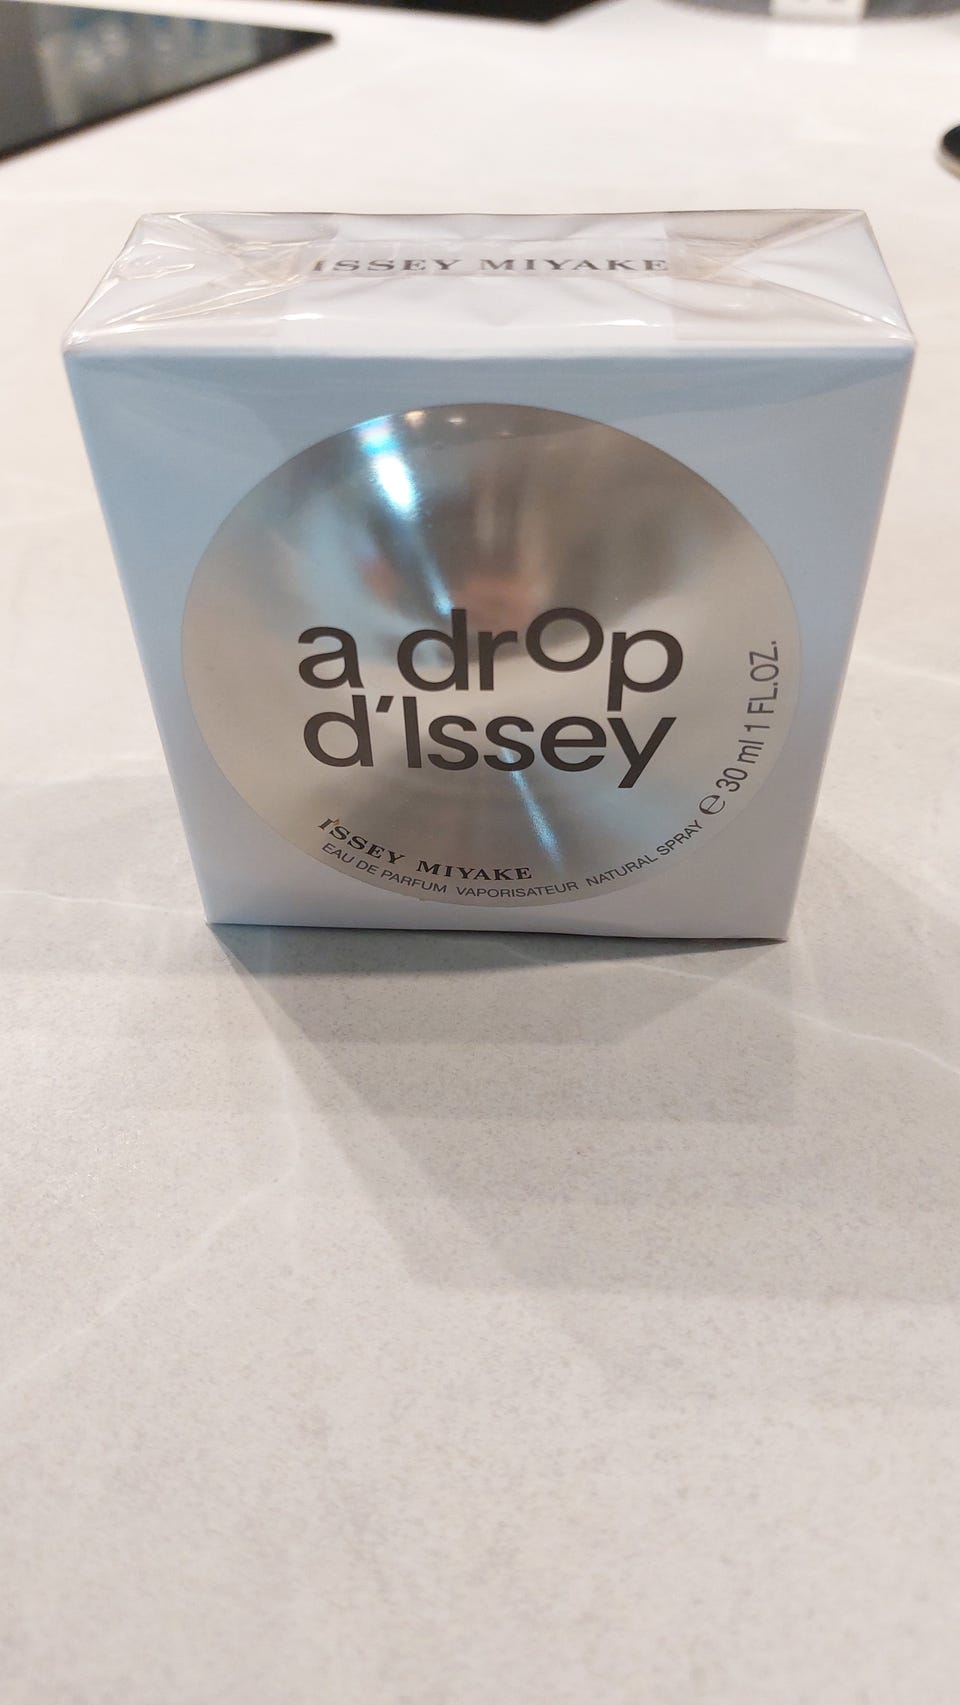 ISSEY MIYAKE
a drop
d'Issey
ISSEY MIYAKE
EAU DE PARFUM VAPORISATEUR NATURAL SPRAY ℮ 30 ml 1 FL.OZ.